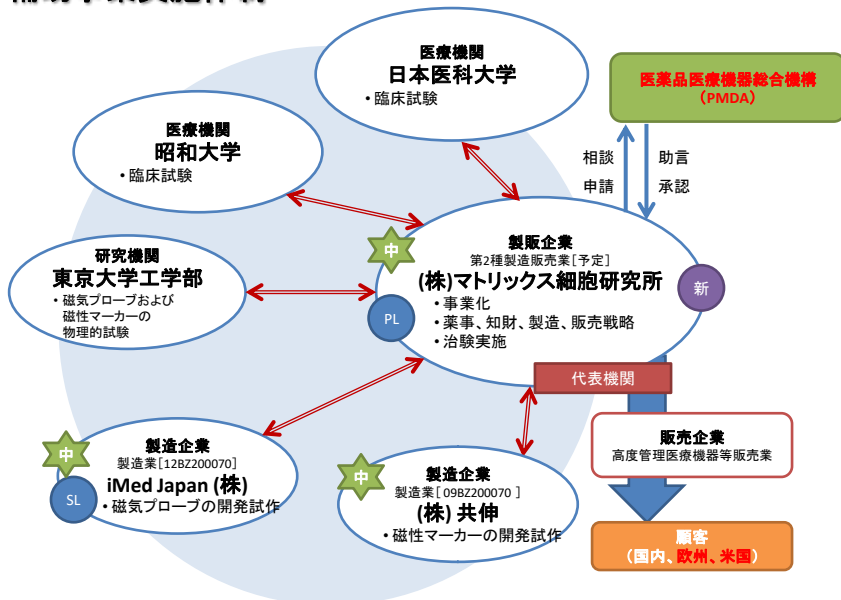 医療機関
日本医科大学
・臨床試験
医薬品医療機器総合機構
(PMDA)
医療機関
昭和大学
・臨床試験
相談
申請
助言
承認
研究機関
東京大学工学部
・磁気プローブおよび
磁性マーカーの
物理的試験
中
製販企業
第2種製造販売業[予定]
(株)マトリックス細胞研究所
・事業化
・薬事、知財、製造、販売戦略
・治験実施
PL
新
代表機関
販売企業
高度管理医療機器等販売業
中
製造企業
製造業[12BZ200070]
iMed Japan (株)
・磁気プローブの開発試作
SL
中
製造企業
製造業[09BZ200070 ]
(株) 共伸
・磁性マーカーの開発試作
顧客
(国内、欧州、米国)